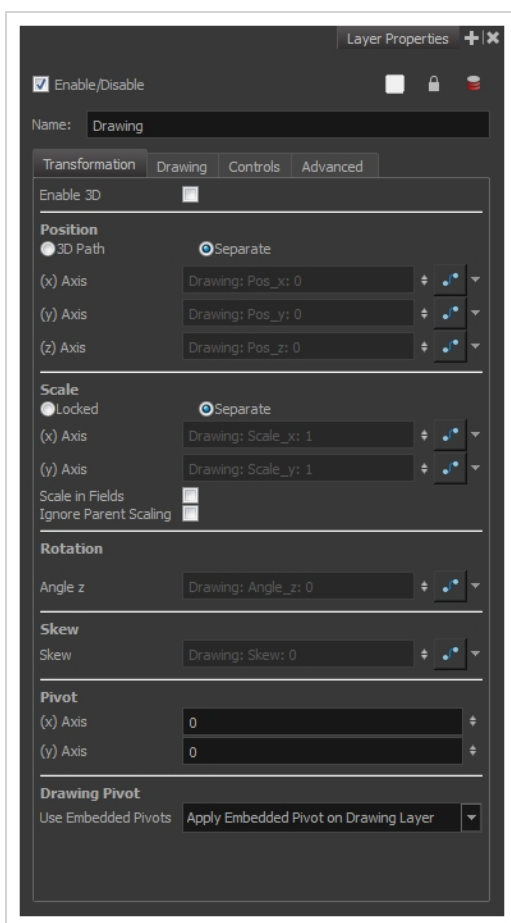 Layer Properties
Enable/Disable
Name: Drawing
Transformation Drawing Controls Advanced
Enable 3D
Position
3D Path Separate
(x) Axis Drawing: Pos_x: 0
(y) Axis Drawing: Pos_y: 0
(z) Axis Drawing: Pos_z: 0
Scale
Locked Separate
(x) Axis Drawing: Scale_x: 1
(y) Axis Drawing: Scale_y: 1
Scale in Fields
Ignore Parent Scaling
Rotation
Angle z Drawing: Angle_z: 0
Skew
Skew Drawing: Skew: 0
Pivot
(x) Axis 0
(y) Axis 0
Drawing Pivot
Use Embedded Pivots Apply Embedded Pivot on Drawing Layer